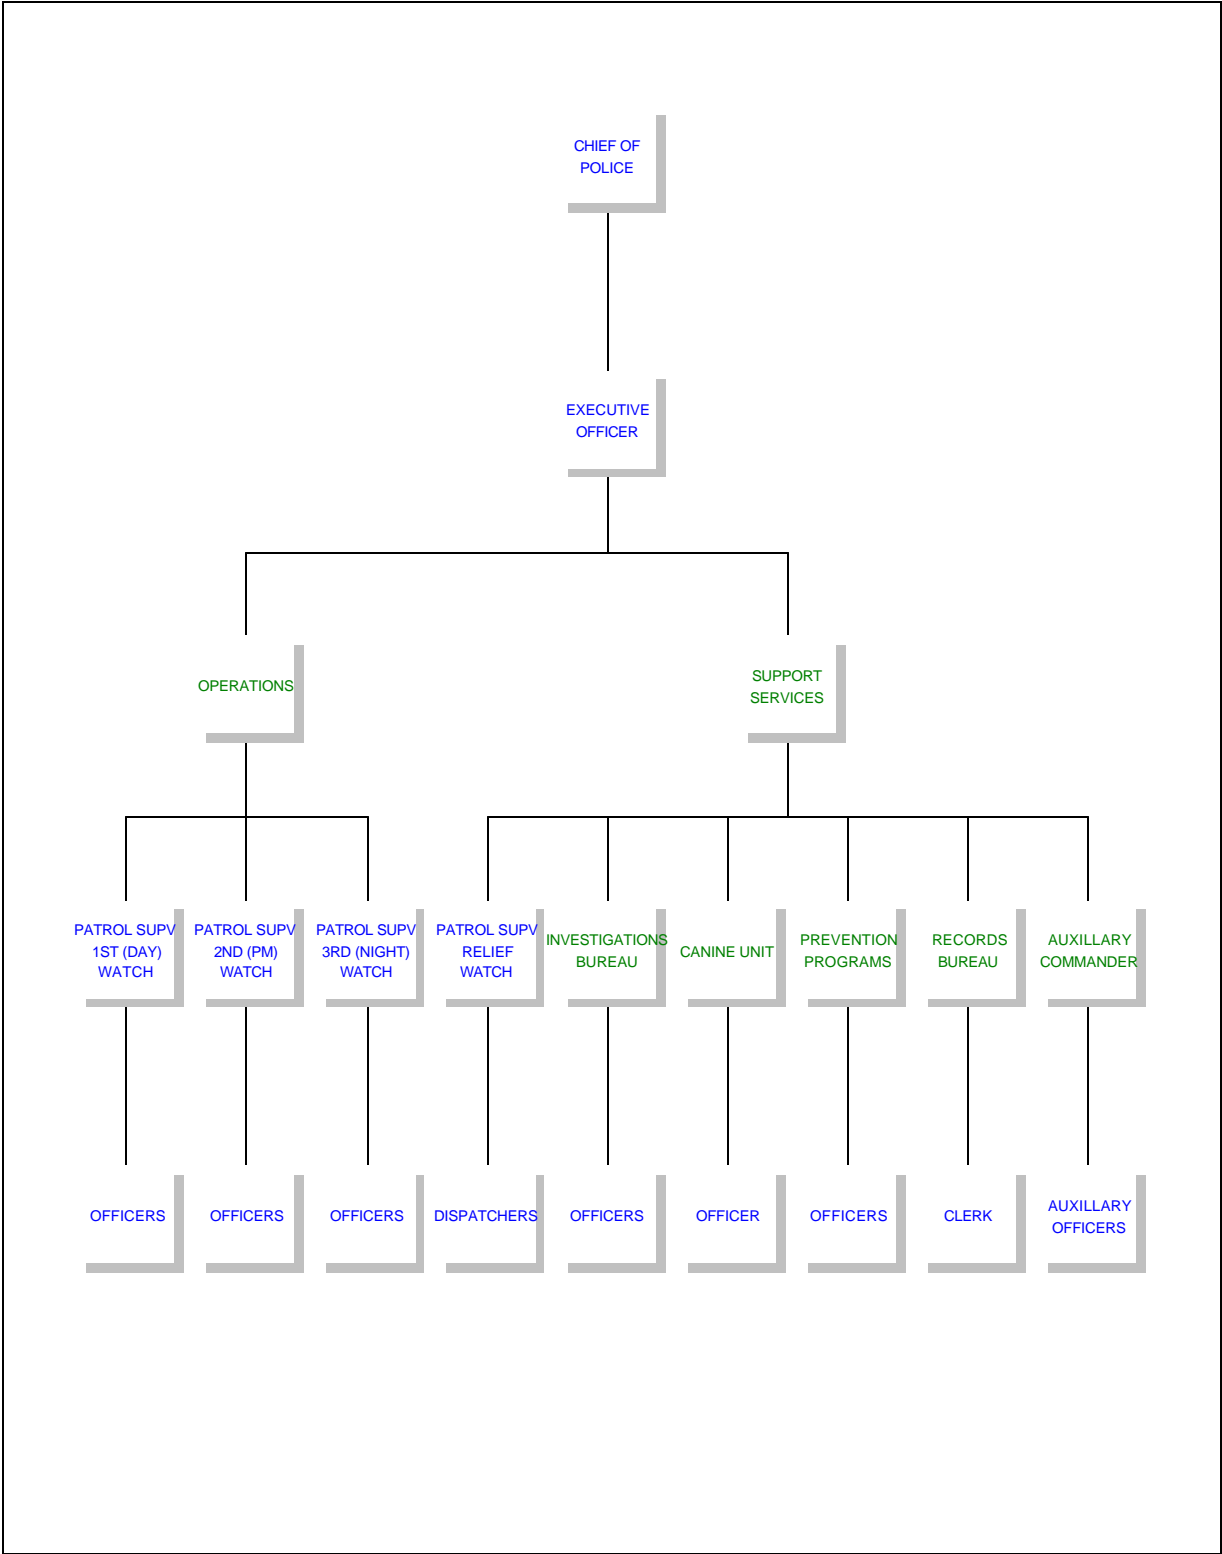 CHIEF OF
POLICE
EXECUTIVE
OFFICER
OPERATIONS
SUPPORT
SERVICES
PATROL SUPV
1ST (DAY)
WATCH
PATROL SUPV
2ND (PM)
WATCH
PATROL SUPV
3RD (NIGHT)
WATCH
PATROL SUPV
RELIEF
WATCH
INVESTIGATIONS
BUREAU
CANINE UNIT
PREVENTION
PROGRAMS
RECORDS
BUREAU
AUXILLARY
COMMANDER
OFFICERS
OFFICERS
OFFICERS
DISPATCHERS
OFFICERS
OFFICER
OFFICERS
CLERK
AUXILLARY
OFFICERS